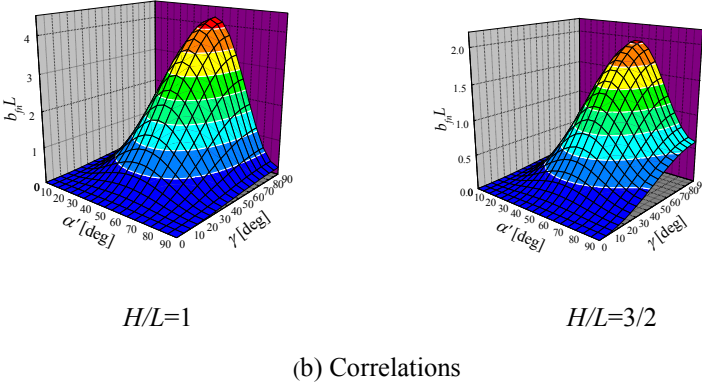 4
3
2
1
0
b_fn L
10 20 30 40 50 60 70 80 90
α' [deg]
0 10 20 30 40 50 60 70 80 90
γ [deg]
H/L=1
2.0
1.5
1.0
0.5
0.0
b_fn L
10 20 30 40 50 60 70 80 90
α' [deg]
0 10 20 30 40 50 60 70 80 9
γ [deg]
H/L=3/2
(b) Correlations